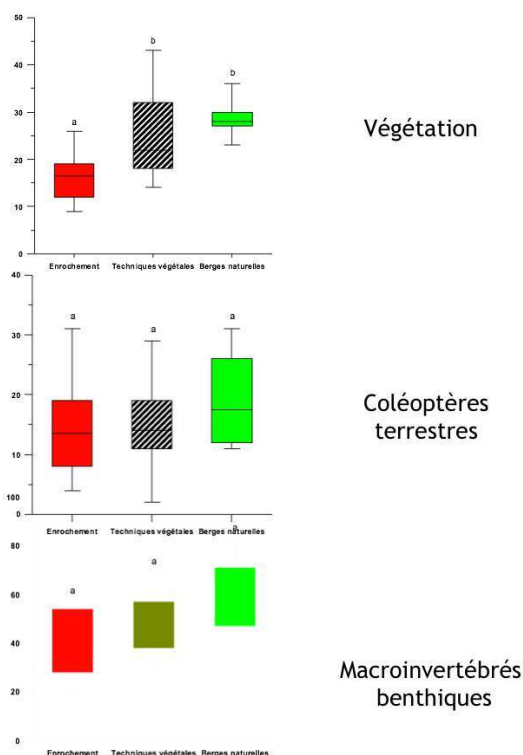 50
a
b
b
40
30
20
10
0
Végétation
Enrochement
Techniques végétales
Berges naturelles
40
a
a
a
30
20
10
100
0
Coléoptères
terrestres
Enrochement
Techniques végétales
Berges naturelles
a
80
a
a
60
40
20
0
Macroinvertébrés
benthiques
Enrochement
Techniques végétales
Berges naturelles